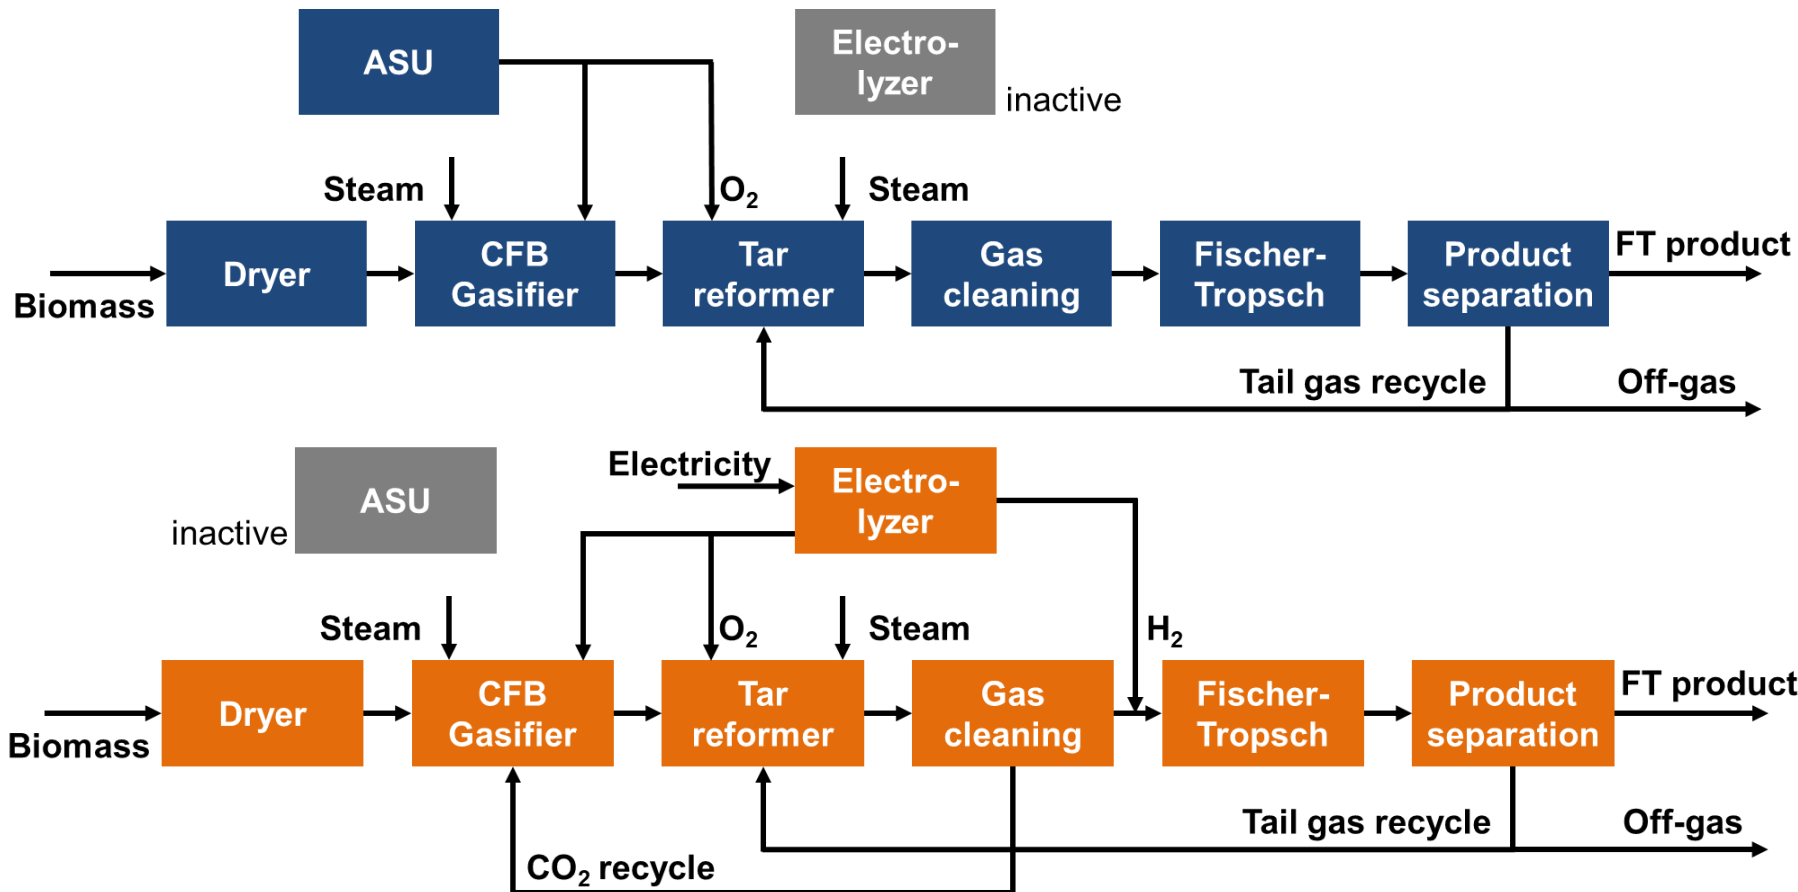 ASU
Electro-
lyzer
inactive
Steam
O₂
Steam
Biomass
Dryer
CFB
Gasifier
Tar
reformer
Gas
cleaning
Fischer-
Tropsch
Product
separation
FT product
Tail gas recycle
Off-gas
inactive
ASU
Electricity
Electro-
lyzer
Steam
O₂
Steam
H₂
Biomass
Dryer
CFB
Gasifier
Tar
reformer
Gas
cleaning
Fischer-
Tropsch
Product
separation
FT product
Tail gas recycle
Off-gas
CO₂ recycle